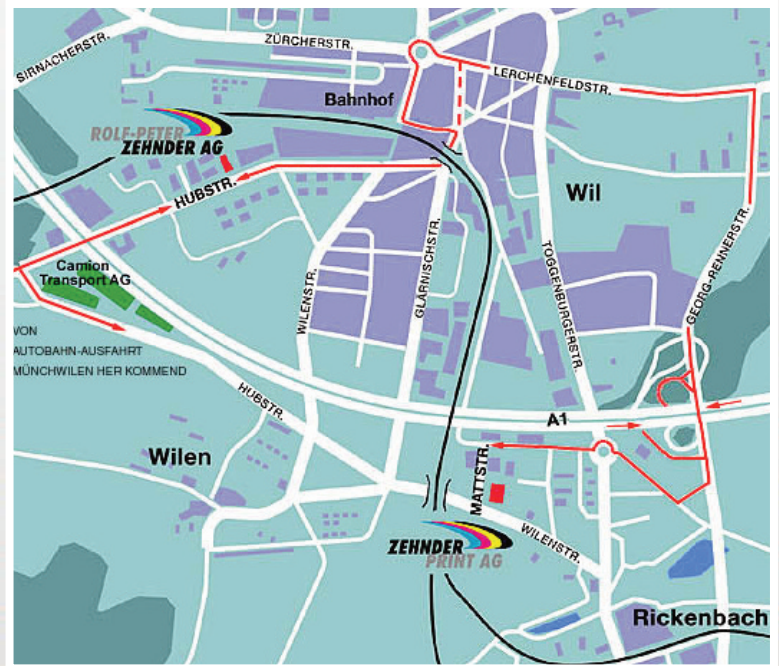 ZÜRCHERSTR.
SIRNACHERSTR.
LERCHENFELDSTR.
Bahnhof
ROLF-PETER
ZEHNDER AG
HUBSTR.
Wil
GLÄRNISCHSTR.
TOGGENBURGERSTR.
GEORG-RENNERSTR.
Camion
Transport AG
WILENSTR.
VON
AUTOBAHN-AUSFAHRT
MÜNCHWILEN HER KOMMEND
HUBSTR.
A1
Wilen
MATTSTR.
WILENSTR.
ZEHNDER
PRINT AG
Rickenbach